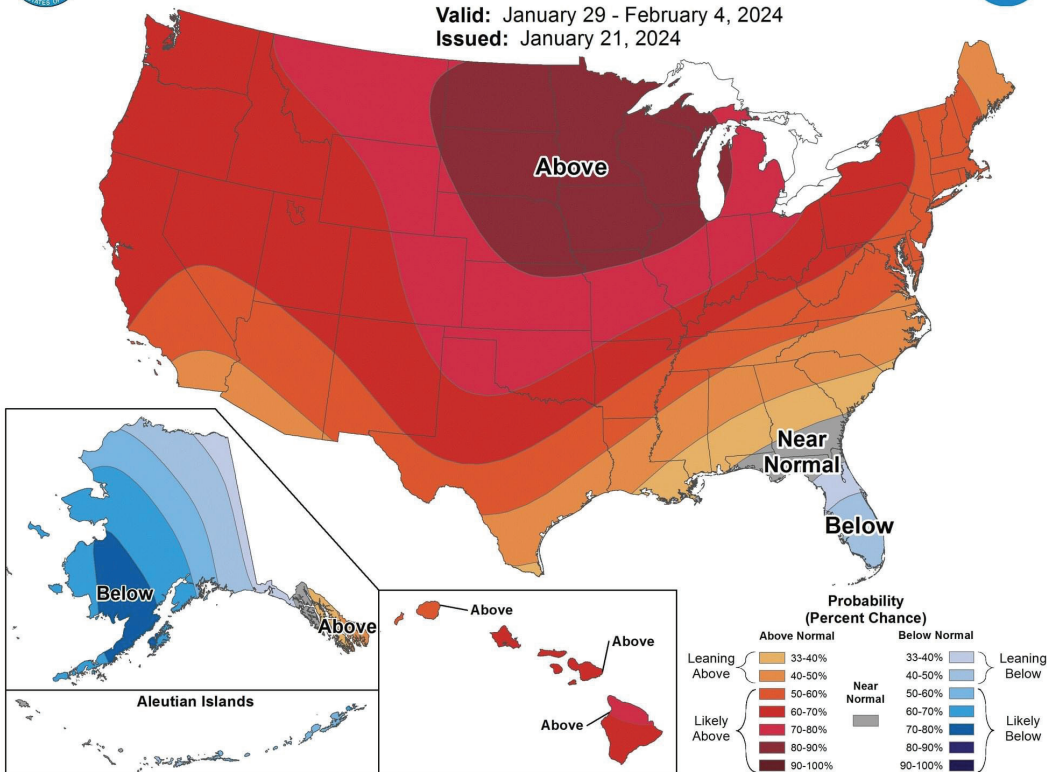 STATES OF
Valid: January 29 - February 4, 2024
Issued: January 21, 2024
Above
Near
Normal
Below
Below
Above
Aleutian Islands
Above
Above
Above
Probability
(Percent Chance)
Above Normal
Below Normal
Leaning
Above
33-40%
40-50%
Likely
Above
50-60%
60-70%
70-80%
80-90%
90-100%
Near
Normal
33-40%
40-50%
Leaning
Below
50-60%
60-70%
70-80%
80-90%
90-100%
Likely
Below